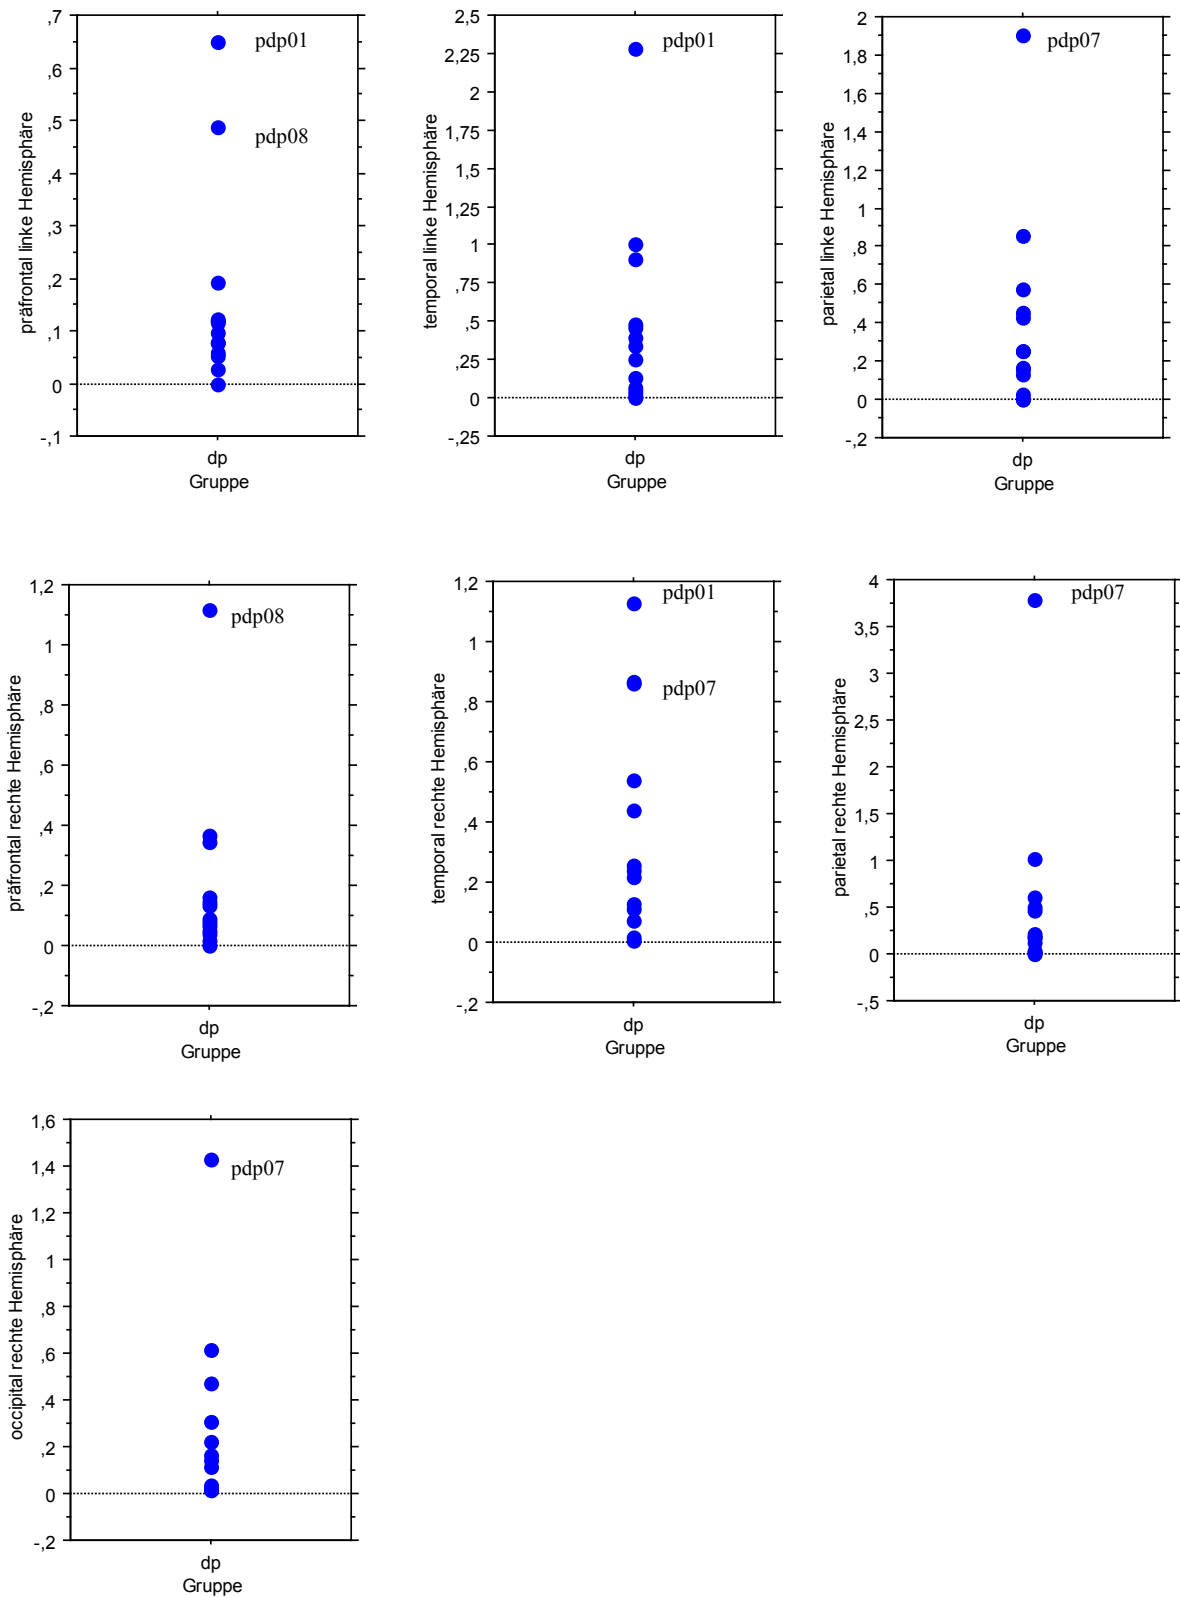 präfrontal linke Hemisphäre
,7
,6
,5
,4
,3
,2
,1
0
-,1
pdp01
pdp08
dp
Gruppe
temporal linke Hemisphäre
2,5
2,25
2
1,75
1,5
1,25
1
,75
,5
,25
0
-,25
pdp01
dp
Gruppe
parietal linke Hemisphäre
2
1,8
1,6
1,4
1,2
1
,8
,6
,4
,2
0
-,2
pdp07
dp
Gruppe
präfrontal rechte Hemisphäre
1,2
1
,8
,6
,4
,2
0
-,2
pdp08
dp
Gruppe
temporal rechte Hemisphäre
1,2
1
,8
,6
,4
,2
0
-,2
pdp01
pdp07
dp
Gruppe
parietal rechte Hemisphäre
4
3,5
3
2,5
2
1,5
1
,5
0
-,5
pdp07
dp
Gruppe
occipital rechte Hemisphäre
1,6
1,4
1,2
1
,8
,6
,4
,2
0
-,2
pdp07
dp
Gruppe